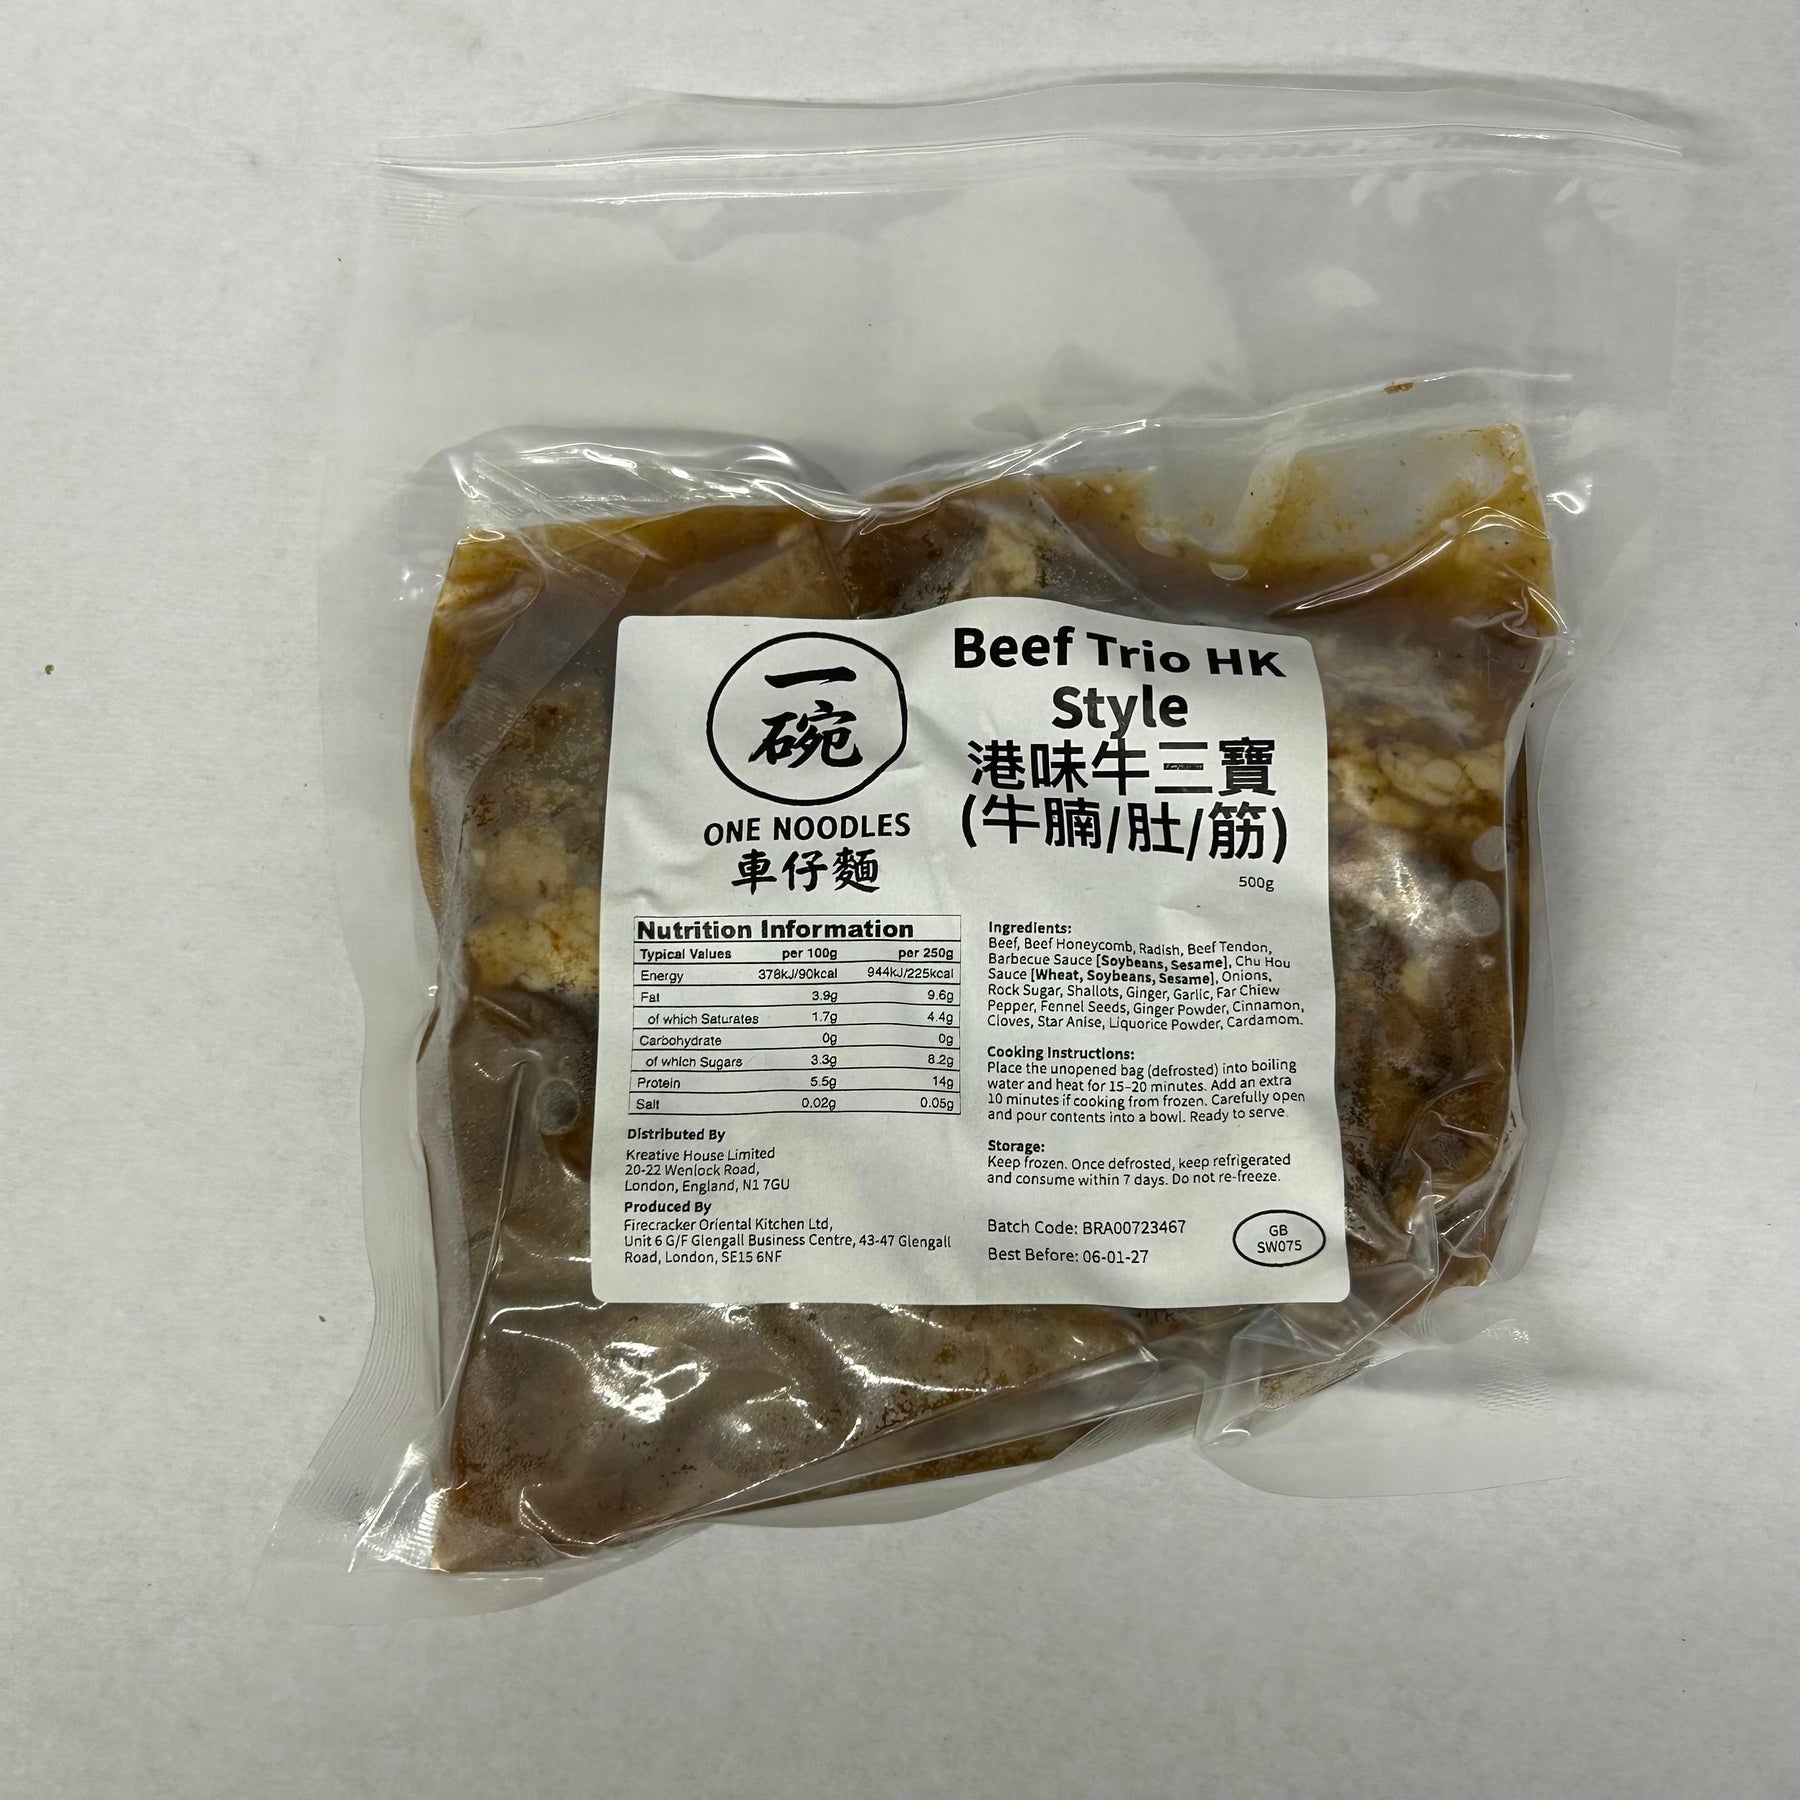 一
碗
ONE NOODLES
車仔麵
Beef Trio HK
Style
港味牛三寶
(牛腩/肚/筋)
500g
Nutrition Information
Typical Values per 100g per 250g
Energy 378kJ/90kcal 944kJ/225kcal
Fat 3.9g 9.6g
of which Saturates 1.7g 4.4g
Carbohydrate 0g 0g
of which Sugars 3.3g 8.2g
Protein 5.5g 14g
Salt 0.02g 0.05g
Distributed By
Kreative House Limited
20-22 Wenlock Road,
London, England, N1 7GU
Produced By
Firecracker Oriental Kitchen Ltd,
Unit 6 G/F Glengall Business Centre, 43-47 Glengall
Road, London, SE15 6NF
Ingredients:
Beef, Beef Honeycomb, Radish, Beef Tendon,
Barbecue Sauce [Soybeans, Sesame], Chu Hou
Sauce [Wheat, Soybeans, Sesame], Onions,
Rock Sugar, Shallots, Ginger, Garlic, Far Chiew
Pepper, Fennel Seeds, Ginger Powder, Cinnamon,
Cloves, Star Anise, Liquorice Powder, Cardamom.
Cooking Instructions:
Place the unopened bag (defrosted) into boiling
water and heat for 15–20 minutes. Add an extra
10 minutes if cooking from frozen. Carefully open
and pour contents into a bowl. Ready to serve.
Storage:
Keep frozen. Once defrosted, keep refrigerated
and consume within 7 days. Do not re-freeze.
Batch Code: BRA00723467
Best Before: 06-01-27
GB
SW075